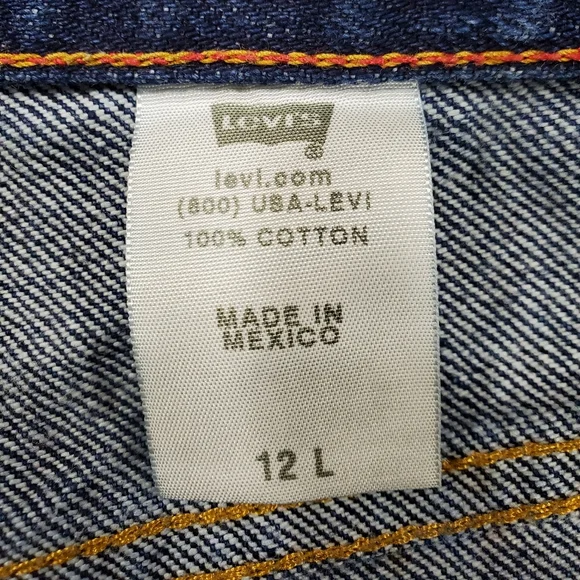 Levi's
®
levi.com
(800) USA-LEVI
100% COTTON
MADE IN
MEXICO
12 L